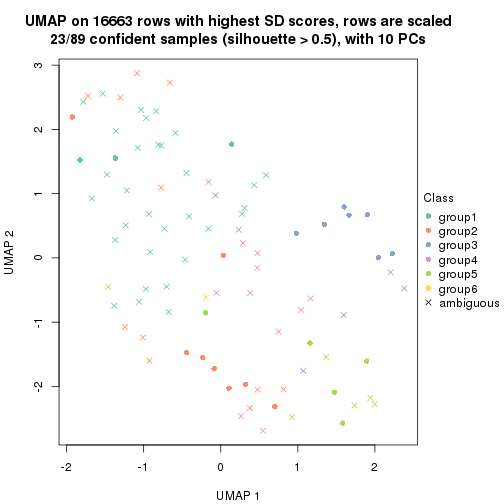 UMAP on 16663 rows with highest SD scores, rows are scaled
23/89 confident samples (silhouette > 0.5), with 10 PCs
3
2
1
0
-1
-2
UMAP 2
-2
-1
0
1
2
UMAP 1
Class
group1
group2
group3
group4
group5
group6
ambiguous